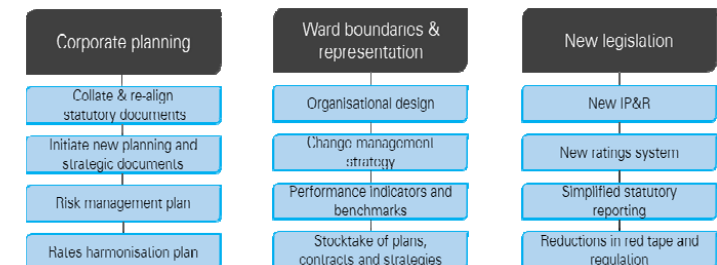 Corporate planning
Collate & re-align
statutory documents
Initiate new planning and
strategic documents
Risk management plan
Rates harmonisation plan
Ward boundaries &
representation
Organisational design
Change management
strategy
Performance indicators and
benchmarks
Stocktake of plans,
contracts and strategies
New legislation
New IP&R
New ratings system
Simplified statutory
reporting
Reductions in red tape and
regulation